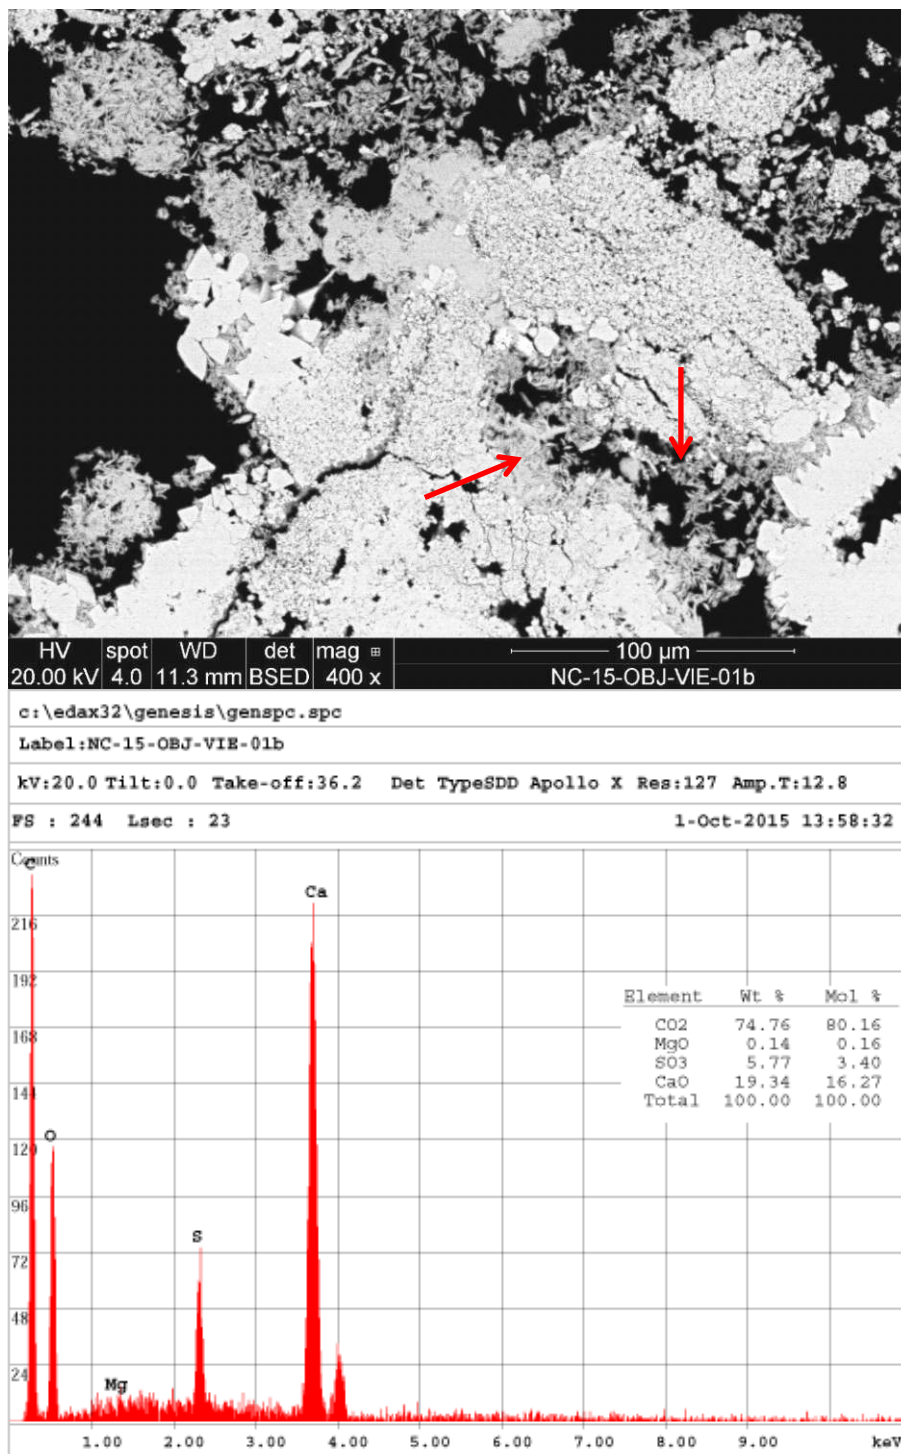 HV spot WD det mag ⊞ 100 µm
20.00 kV 4.0 11.3 mm BSED 400 x NC-15-OBJ-VIE-01b
c:\edax32\genesis\genspc.spc
Label:NC-15-OBJ-VIE-01b
kV:20.0 Tilt:0.0 Take-off:36.2 Det TypeSDD Apollo X Res:127 Amp.T:12.8
FS : 244 Lsec : 23 1-Oct-2015 13:58:32
Counts
C
Ca
216
192
Element Wt % Mol %
CO2 74.76 80.16
168
MgO 0.14 0.16
SO3 5.77 3.40
CaO 19.34 16.27
144
Total 100.00 100.00
O
120
96
S
72
48
24
Mg
1.00 2.00 3.00 4.00 5.00 6.00 7.00 8.00 9.00 keV